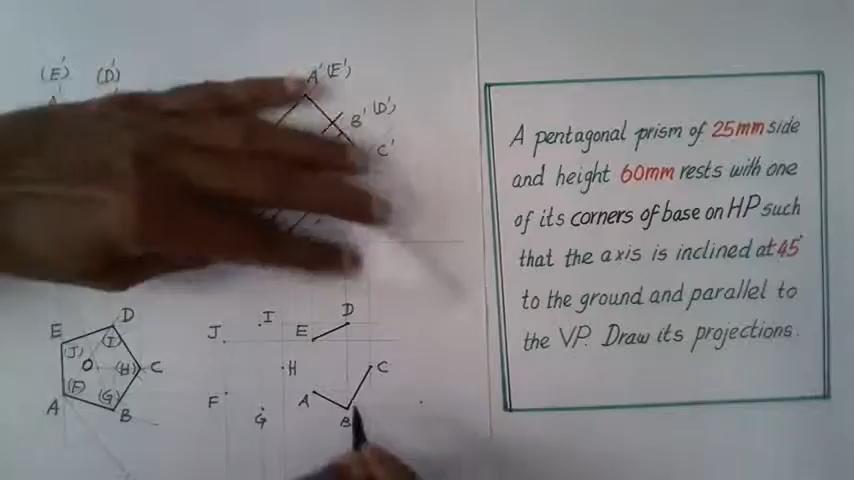 (E') (D')
A'
A' (E')
B' (D')
C'
A pentagonal prism of 25mm side
and height 60mm rests with one
of its corners of base on HP such
that the axis is inclined at 45°
to the ground and parallel to
the VP. Draw its projections.
E D
(J') (I)
O (H) C
(F) (G)
A B
J I E D
H C
F G A B